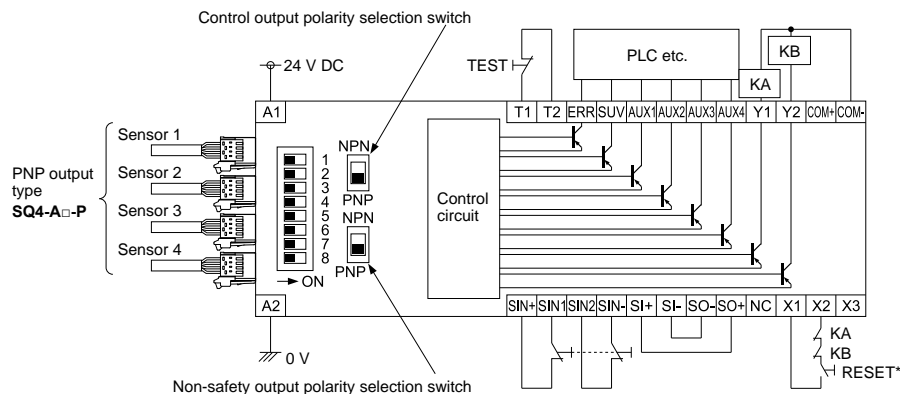 Control output polarity selection switch
24 V DC
TEST
PLC etc.
KA
KB
A1
T1 T2 ERR SUV AUX1 AUX2 AUX3 AUX4 Y1 Y2 COM+ COM-
PNP output
type
SQ4-A□-P
Sensor 1
Sensor 2
Sensor 3
Sensor 4
1
2
3
4
5
6
7
8
→ ON
NPN
PNP
NPN
PNP
Control
circuit
A2
SIN+ SIN1 SIN2 SIN- SI+ SI- SO- SO+ NC X1 X2 X3
0 V
KA
KB
RESET*
Non-safety output polarity selection switch